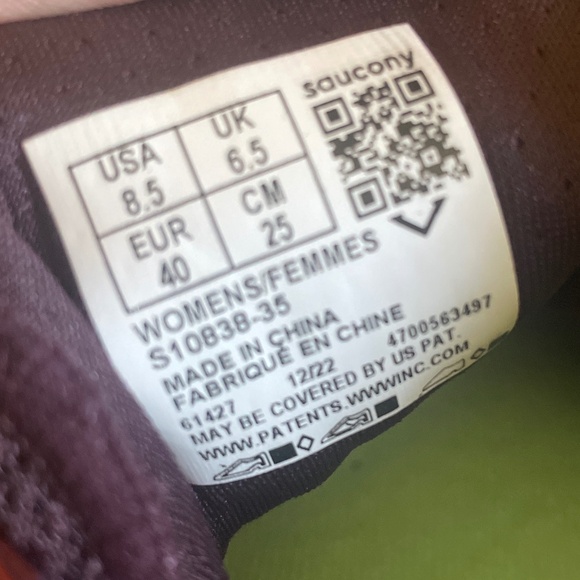 saucony
USA UK
8.5 6.5
EUR CM
40 25
WOMENS/FEMMES
S10838-35
MADE IN CHINA
FABRIQUÉ EN CHINE
61427 12/22 4700563497
MAY BE COVERED BY US PAT.
WWW.PATENTS.WWWINC.COM